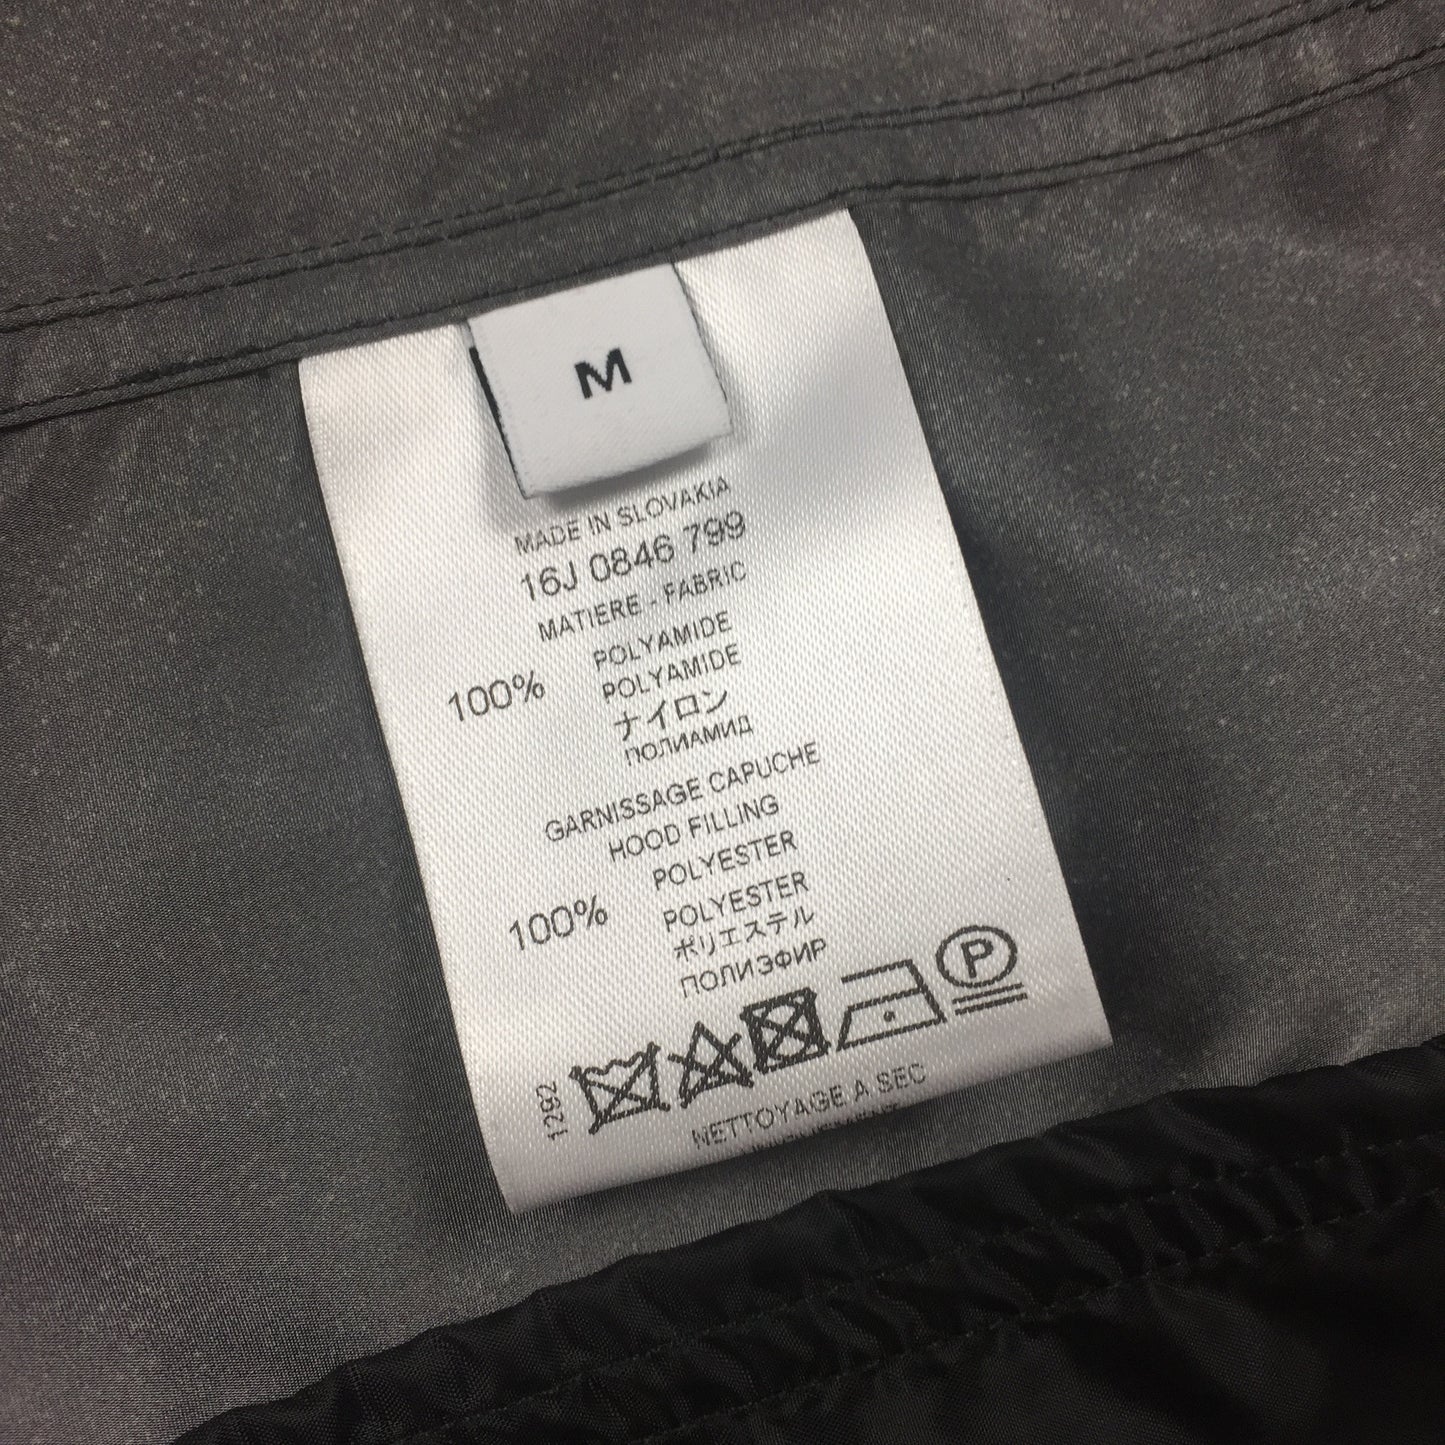 M
MADE IN SLOVAKIA
16J 0846 799
MATIERE - FABRIC
100% POLYAMIDE
POLYAMIDE
ナイロン
ПОЛИАМИД
GARNISSAGE CAPUCHE
HOOD FILLING
100% POLYESTER
POLYESTER
ポリエステル
ПОЛИЭФИР
P
1292
NETTOYAGE A SEC